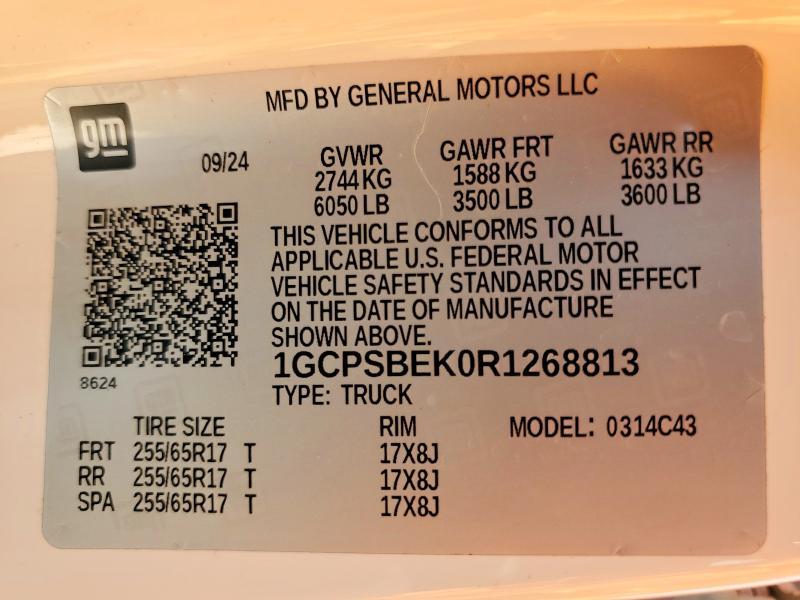 MFD BY GENERAL MOTORS LLC
gm
09/24
GVWR GAWR FRT GAWR RR
2744 KG 1588 KG 1633 KG
6050 LB 3500 LB 3600 LB
THIS VEHICLE CONFORMS TO ALL
APPLICABLE U.S. FEDERAL MOTOR
VEHICLE SAFETY STANDARDS IN EFFECT
ON THE DATE OF MANUFACTURE
SHOWN ABOVE.
1GCPSBEK0R1268813
8624
TYPE: TRUCK
TIRE SIZE RIM MODEL: 0314C43
FRT 255/65R17 T 17X8J
RR 255/65R17 T 17X8J
SPA 255/65R17 T 17X8J